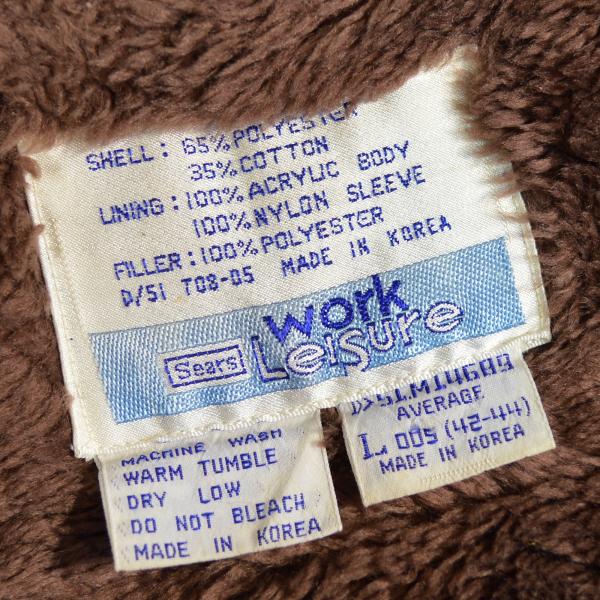 SHELL: 65% POLYESTER
35% COTTON
LINING: 100% ACRYLIC BODY
100% NYLON SLEEVE
FILLER: 100% POLYESTER
D/51 T08-05 MADE IN KOREA
Sears work Leisure
MACHINE WASH
WARM TUMBLE
DRY LOW
DO NOT BLEACH
MADE IN KOREA
AVERAGE
L 005 (42-44)
MADE IN KOREA